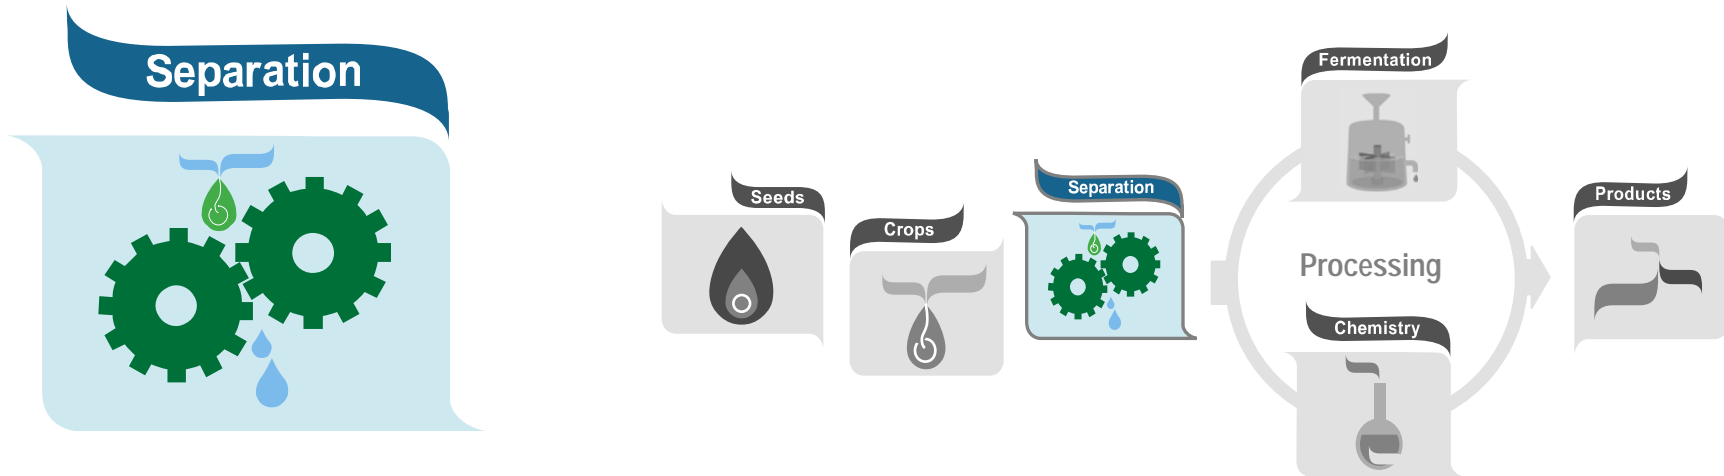 Separation
Seeds
Crops
Separation
Fermentation
Processing
Chemistry
Products